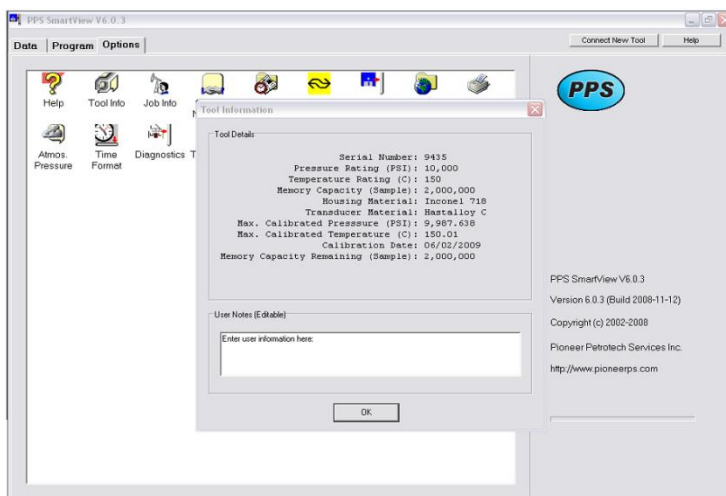 PPS SmartView V6.0.3
Data Program Options
Connect New Tool Help
Help Tool Info Job Info
Tool Information
Atmos. Pressure
Time Format
Diagnostics
Tool Details
Serial Number: 9435
Pressure Rating (PSI): 10,000
Temperature Rating (C): 150
Memory Capacity (Sample): 2,000,000
Housing Material: Inconel 718
Transducer Material: Hastalloy C
Max. Calibrated Presssure (PSI): 9,987.638
Max. Calibrated Temperature (C): 150.01
Calibration Date: 06/02/2009
Memory Capacity Remaining (Sample): 2,000,000
User Notes (Editable)
Enter user information here:
OK
PPS
PPS SmartView V6.0.3
Version 6.0.3 (Build 2008-11-12)
Copyright (c) 2002-2008
Pioneer Petrotech Services Inc.
http://www.pioneerps.com